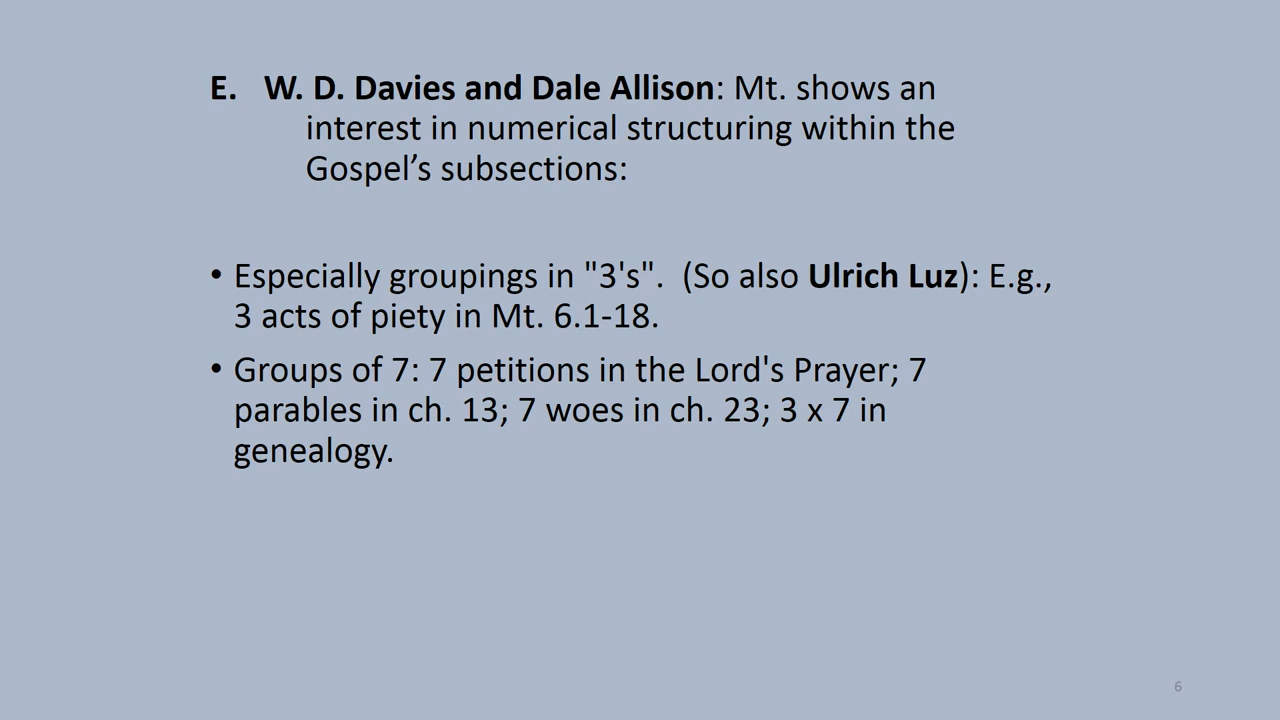 E. W. D. Davies and Dale Allison: Mt. shows an
interest in numerical structuring within the
Gospel’s subsections:
• Especially groupings in "3's". (So also Ulrich Luz): E.g.,
3 acts of piety in Mt. 6.1-18.
• Groups of 7: 7 petitions in the Lord's Prayer; 7
parables in ch. 13; 7 woes in ch. 23; 3 x 7 in
genealogy.
6